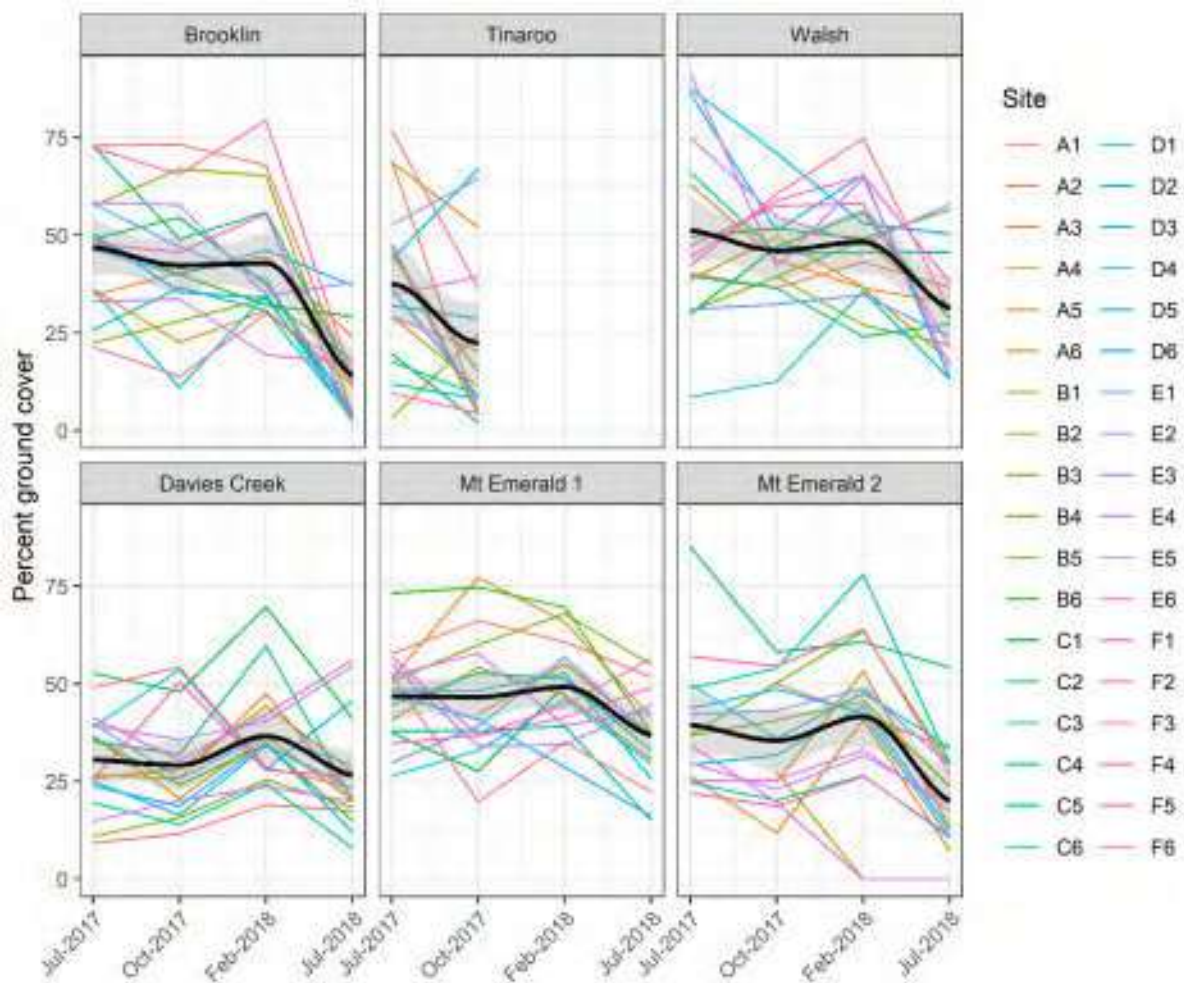 Brooklin Tinaroo Walsh
75
50
25
0
Davies Creek Mt Emerald 1 Mt Emerald 2
75
50
25
0
Percent ground cover
Jul-2017 Oct-2017 Feb-2018 Jul-2018 Jul-2017 Oct-2017 Feb-2018 Jul-2018 Jul-2017 Oct-2017 Feb-2018 Jul-2018
Site
A1 D1
A2 D2
A3 D3
A4 D4
A5 D5
A6 D6
B1 E1
B2 E2
B3 E3
B4 E4
B5 E5
B6 E6
C1 F1
C2 F2
C3 F3
C4 F4
C5 F5
C6 F6